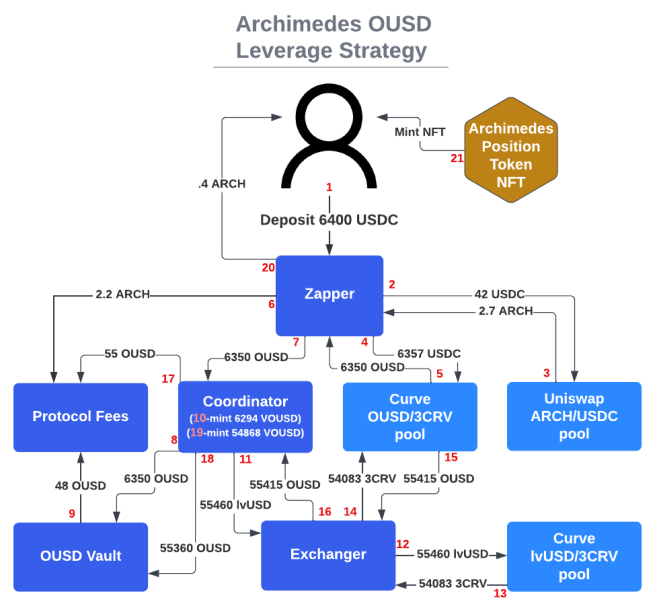 Archimedes OUSD
Leverage Strategy
Mint NFT
Archimedes
Position
Token
NFT
21
.4 ARCH
1
Deposit 6400 USDC
20
Zapper
2
6
2.2 ARCH
42 USDC
2.7 ARCH
7
4
6350 OUSD
6357 USDC
6350 OUSD
5
3
55 OUSD
17
Protocol Fees
Coordinator
(10-mint 6294 VOUSD)
(19-mint 54868 VOUSD)
Curve
OUSD/3CRV
pool
Uniswap
ARCH/USDC
pool
8
18
11
15
48 OUSD
6350 OUSD
55415 OUSD
54083 3CRV
55415 OUSD
55460 lvUSD
9
16
14
OUSD Vault
55360 OUSD
Exchanger
12
55460 lvUSD
54083 3CRV
13
Curve
lvUSD/3CRV
pool